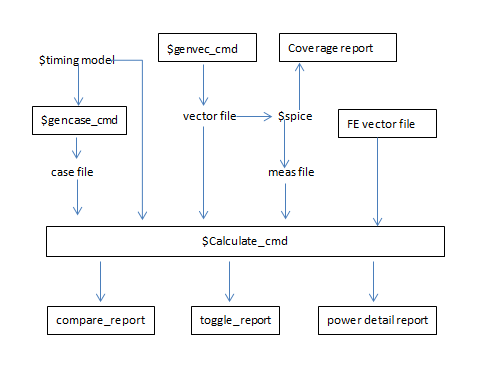 $genvec_cmd
Coverage report
$timing model
$gencase_cmd
vector file
$spice
FE vector file
case file
meas file
$Calculate_cmd
compare_report
toggle_report
power detail report